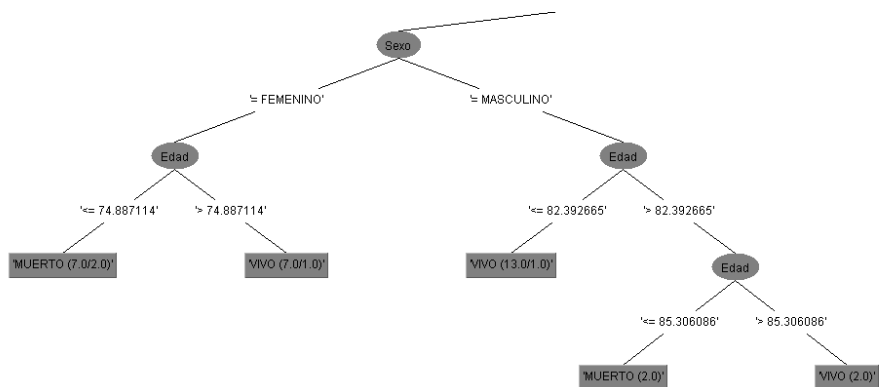 Sexo
'= FEMENINO'
'= MASCULINO'
Edad
Edad
'<= 74.887114'
'> 74.887114'
'<= 82.392665'
'> 82.392665'
'MUERTO (7.0/2.0)'
'VIVO (7.0/1.0)'
'VIVO (13.0/1.0)'
Edad
'<= 85.306086'
'> 85.306086'
'MUERTO (2.0)'
'VIVO (2.0)'